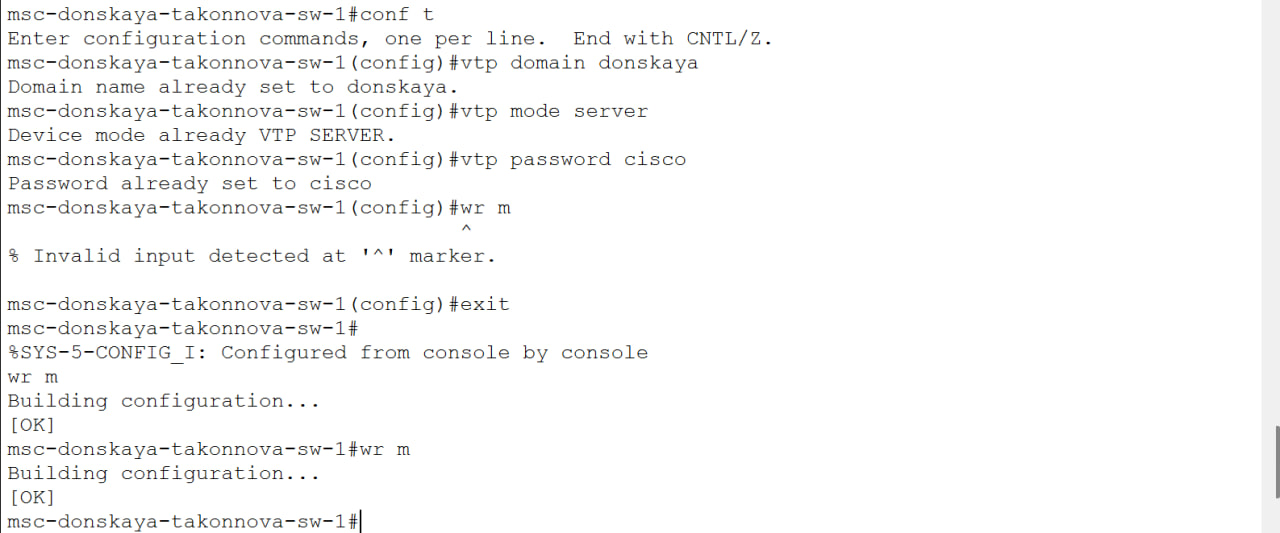 msc-donskaya-takonnova-sw-1#conf t
Enter configuration commands, one per line.  End with CNTL/Z.
msc-donskaya-takonnova-sw-1(config)#vtp domain donskaya
Domain name already set to donskaya.
msc-donskaya-takonnova-sw-1(config)#vtp mode server
Device mode already VTP SERVER.
msc-donskaya-takonnova-sw-1(config)#vtp password cisco
Password already set to cisco
msc-donskaya-takonnova-sw-1(config)#wr m
^
% Invalid input detected at '^' marker.
msc-donskaya-takonnova-sw-1(config)#exit
msc-donskaya-takonnova-sw-1#
%SYS-5-CONFIG_I: Configured from console by console
wr m
Building configuration...
[OK]
msc-donskaya-takonnova-sw-1#wr m
Building configuration...
[OK]
msc-donskaya-takonnova-sw-1#